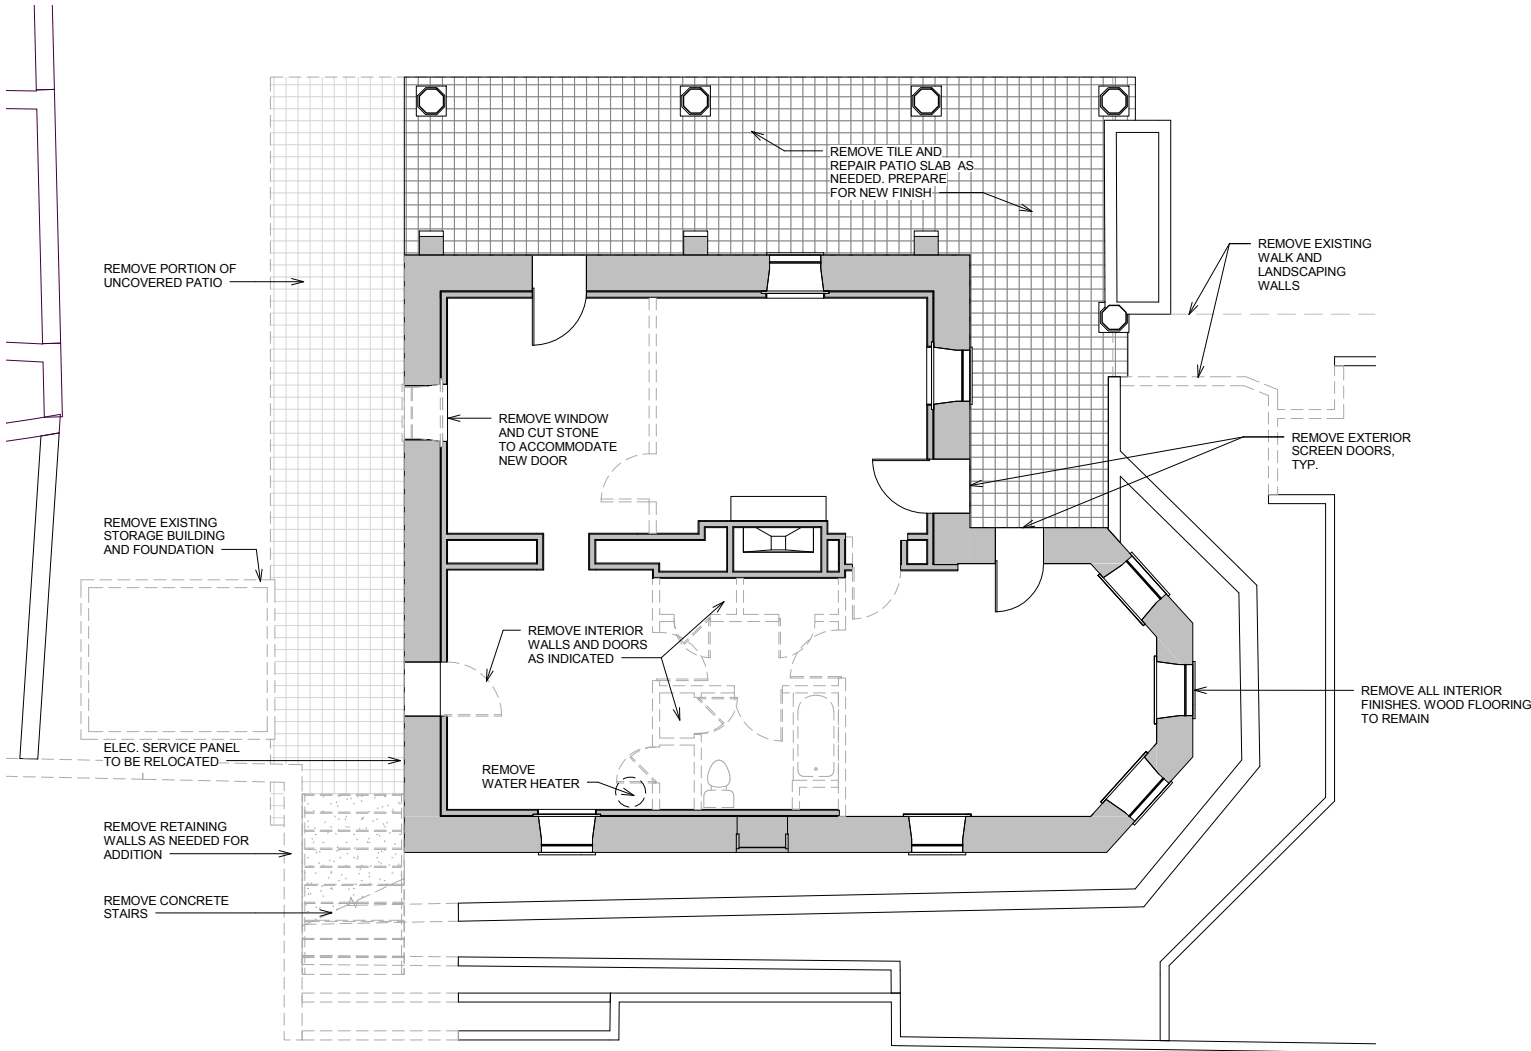 REMOVE TILE AND
REPAIR PATIO SLAB AS
NEEDED. PREPARE
FOR NEW FINISH
REMOVE EXISTING
WALK AND
LANDSCAPING
WALLS
REMOVE PORTION OF
UNCOVERED PATIO
REMOVE WINDOW
AND CUT STONE
TO ACCOMMODATE
NEW DOOR
REMOVE EXTERIOR
SCREEN DOORS,
TYP.
REMOVE EXISTING
STORAGE BUILDING
AND FOUNDATION
REMOVE INTERIOR
WALLS AND DOORS
AS INDICATED
REMOVE ALL INTERIOR
FINISHES. WOOD FLOORING
TO REMAIN
ELEC. SERVICE PANEL
TO BE RELOCATED
REMOVE
WATER HEATER
REMOVE RETAINING
WALLS AS NEEDED FOR
ADDITION
REMOVE CONCRETE
STAIRS